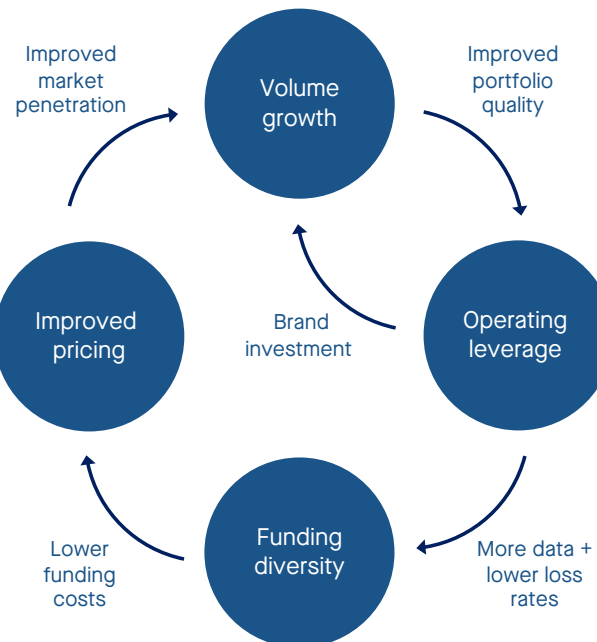 Improved
market
penetration
Volume
growth
Improved
portfolio
quality
Improved
pricing
Brand
investment
Operating
leverage
Lower
funding
costs
Funding
diversity
More data +
lower loss
rates